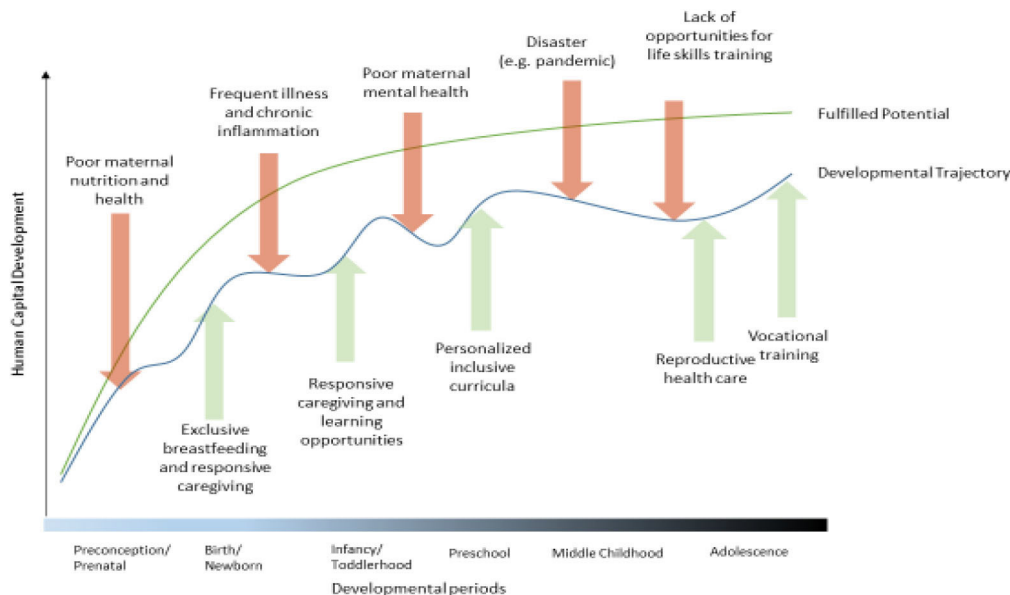 Lack of
opportunities for
life skills training
Disaster
(e.g. pandemic)
Poor maternal
mental health
Frequent illness
and chronic
inflammation
Poor maternal
nutrition and
health
Fulfilled Potential
Developmental Trajectory
Human Capital Development
Exclusive
breastfeeding
and responsive
caregiving
Responsive
caregiving and
learning
opportunities
Personalized
inclusive
curricula
Reproductive
health care
Vocational
training
Preconception/
Prenatal
Birth/
Newborn
Infancy/
Toddlerhood
Preschool
Middle Childhood
Adolescence
Developmental periods